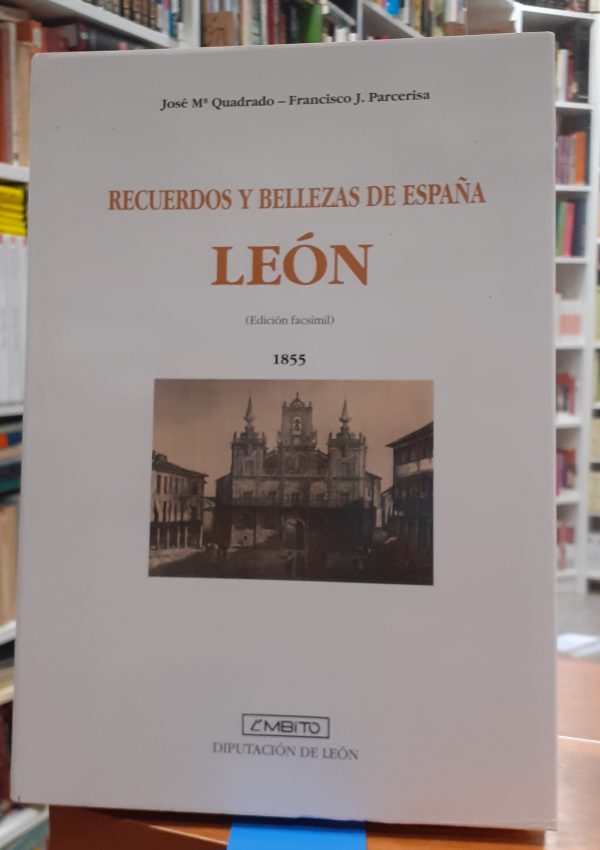 José Mª Quadrado – Francisco J. Parcerisa
RECUERDOS Y BELLEZAS DE ESPAÑA
LEÓN
(Edición facsímil)
1855
ÁMBITO
DIPUTACIÓN DE LEÓN